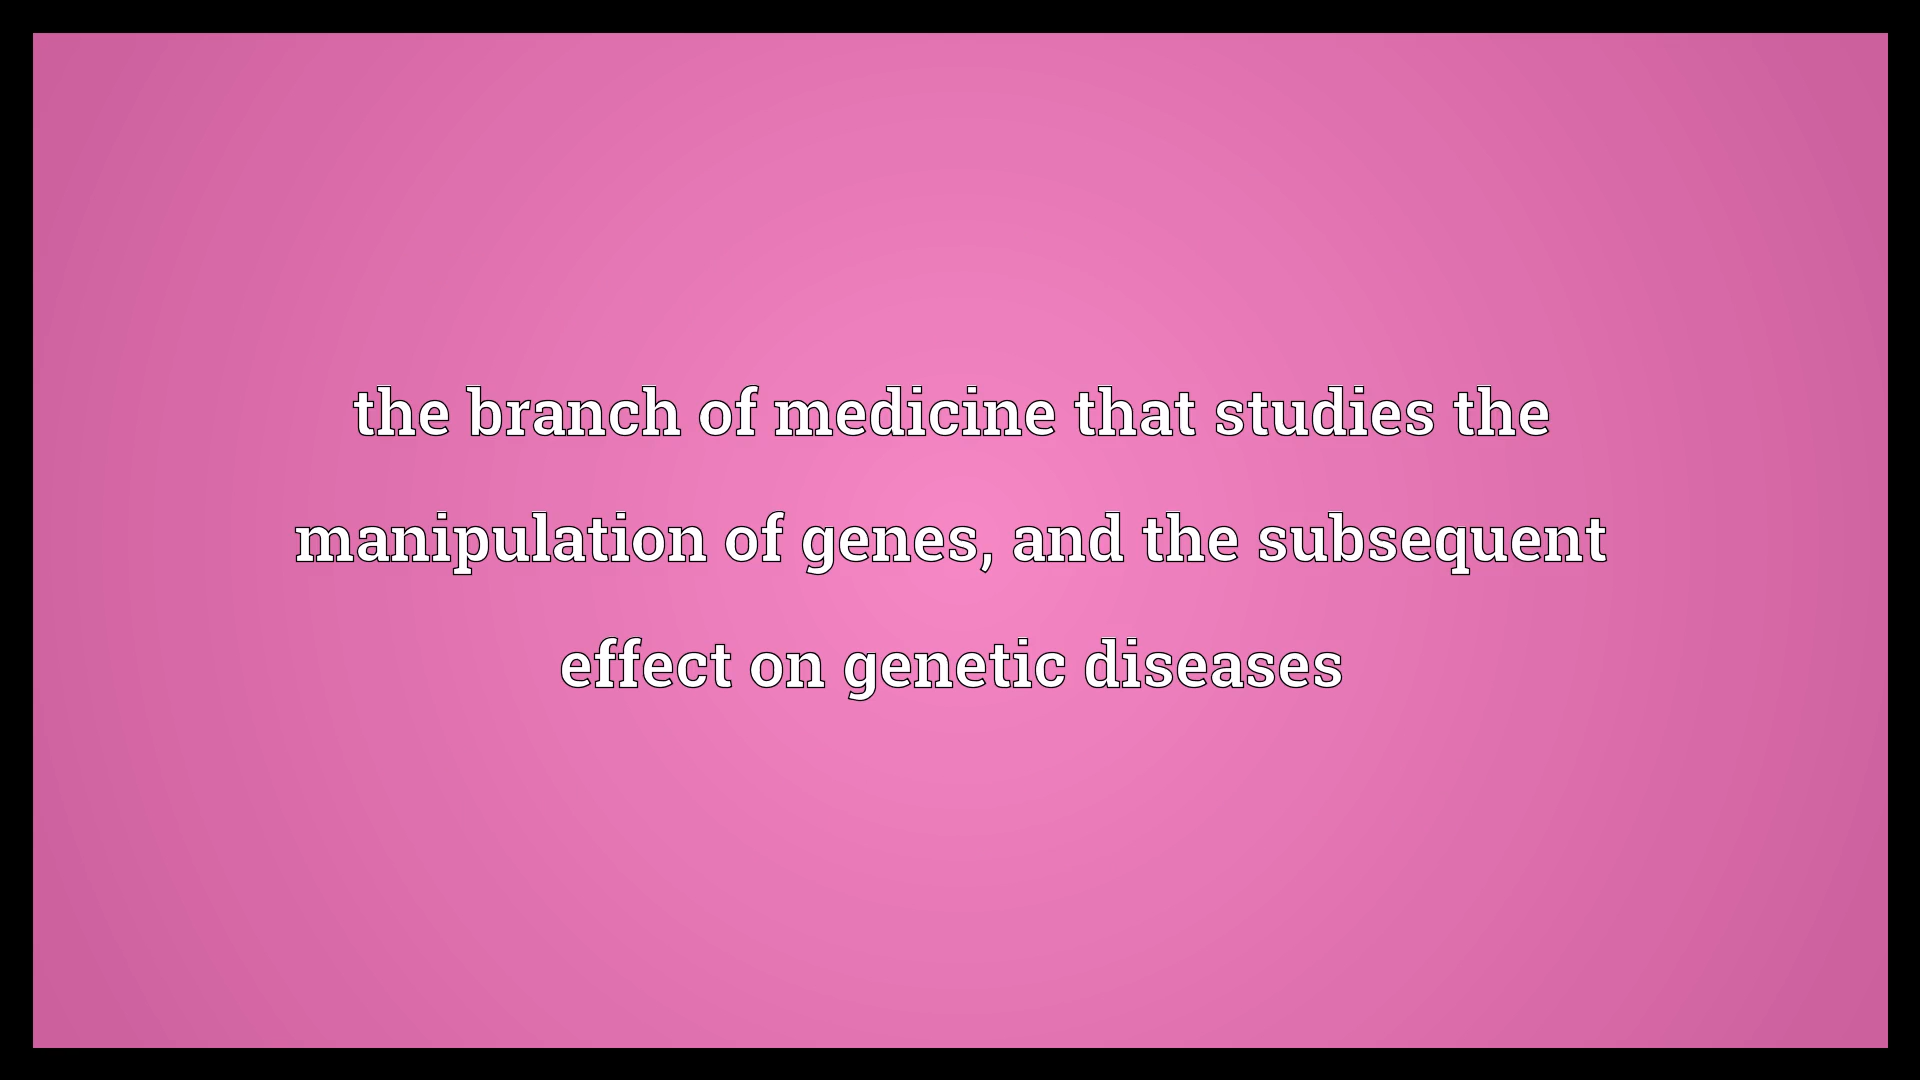 the branch of medicine that studies the
manipulation of genes, and the subsequent
effect on genetic diseases